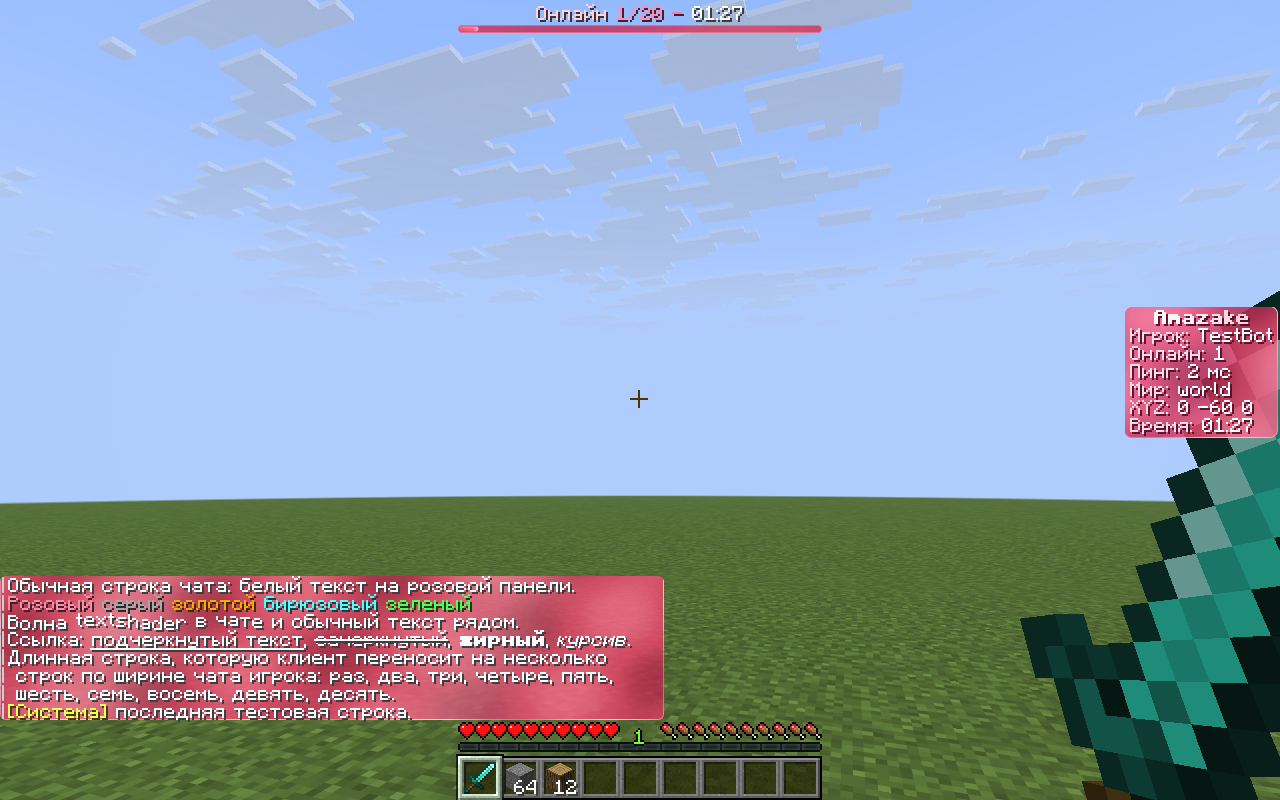 Онлайн 1/20 - 01:27
Amazake
Игрок: TestBot
Онлайн: 1
Пинг: 2 мс
Мир: world
XYZ: 0 -60 0
Время: 01:27
Обычная строка чата: белый текст на розовой панели.
Розовый серый золотой бирюзовый зеленый
Волна textshader в чате и обычный текст рядом.
Ссылка: подчеркнутый текст, зачеркнутый, жирный, курсив.
Длинная строка, которую клиент переносит на несколько
строк по ширине чата игрока: раз, два, три, четыре, пять,
шесть, семь, восемь, девять, десять.
[Система] последняя тестовая строка.
1
64 12